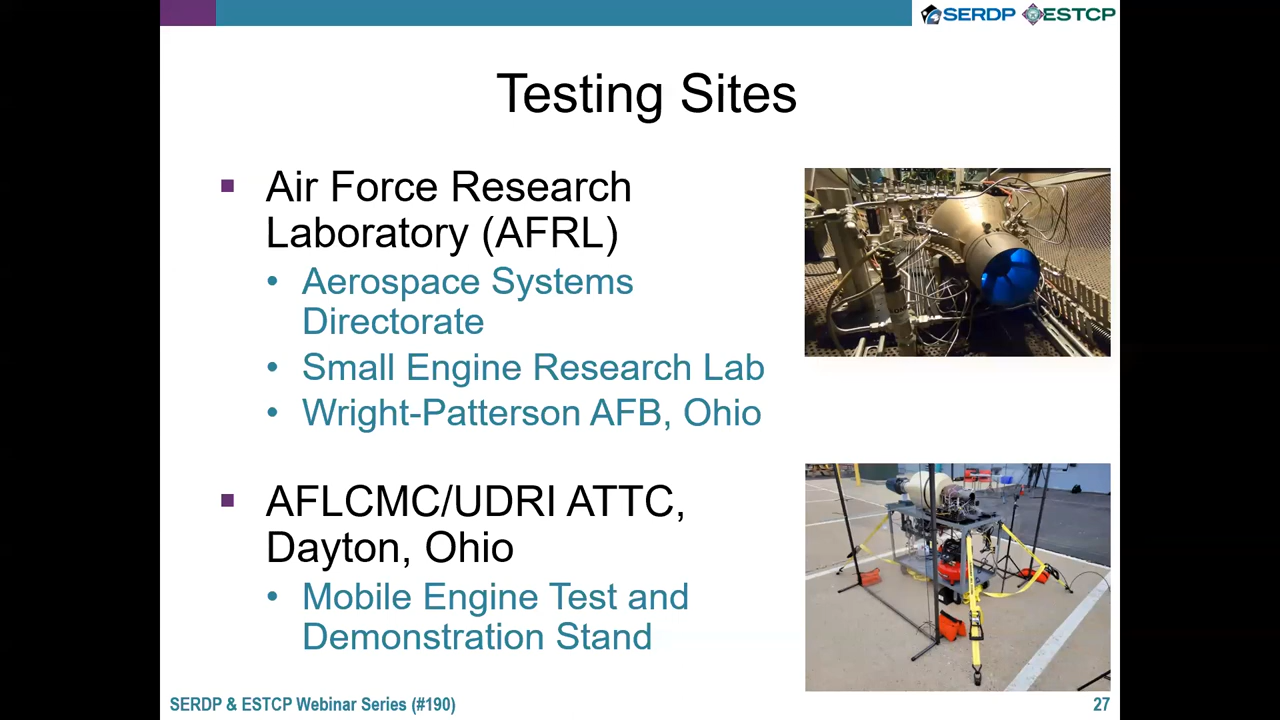 SERDP ESTCP
Testing Sites
Air Force Research
Laboratory (AFRL)
Aerospace Systems
Directorate
Small Engine Research Lab
Wright-Patterson AFB, Ohio
AFLCMC/UDRI ATTC,
Dayton, Ohio
Mobile Engine Test and
Demonstration Stand
SERDP & ESTCP Webinar Series (#190)
27